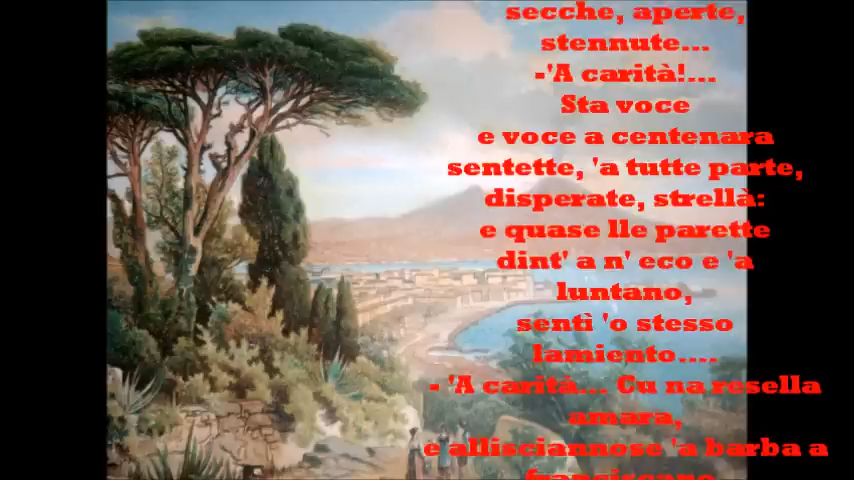 secche, aperte,
stennute...
-'A carità!...
Sta voce
e voce a centenara
sentette, 'a tutte parte,
disperate, strellà:
e quase lle parette
dint' a n' eco e 'a
luntano,
sentì 'o stesso
lamiento....
- 'A carità... Cu na resella
amara,
e allisciannose 'a barba a
franciscano